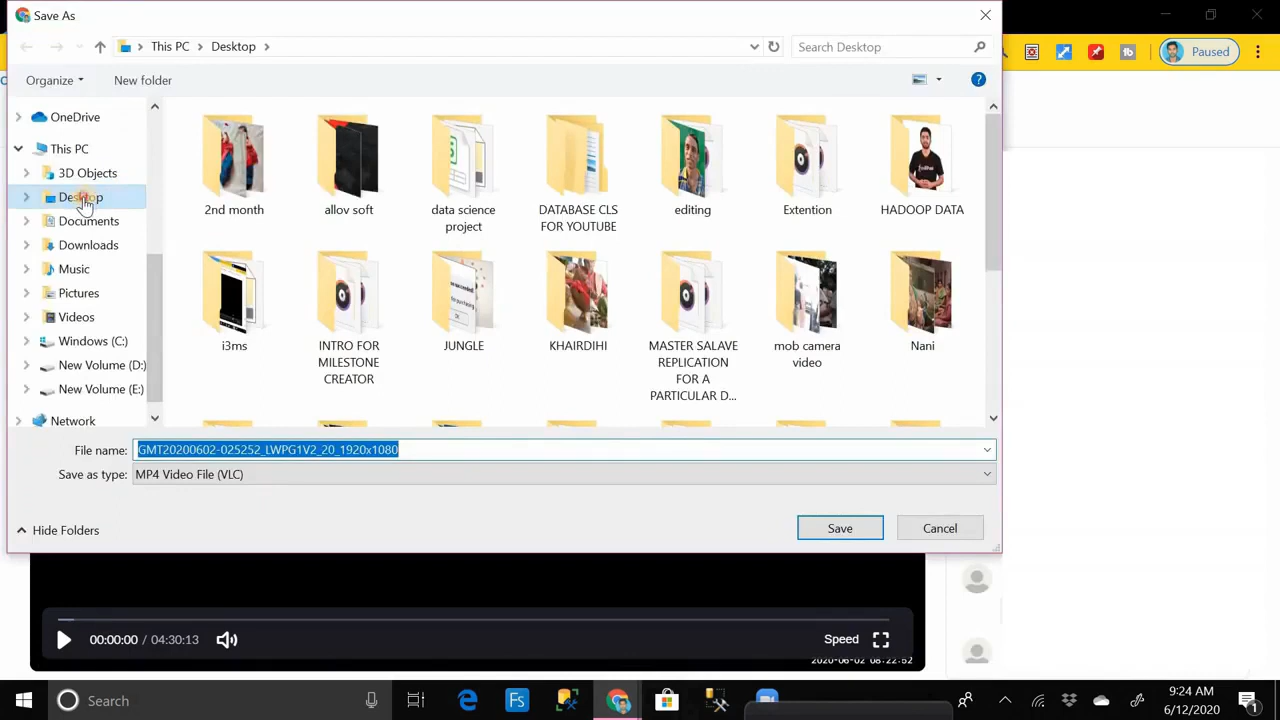 Save As
This PC
Desktop
Search Desktop
Organize
New folder
Paused
OneDrive
This PC
3D Objects
Desktop
Documents
Downloads
Music
Pictures
Videos
Windows (C:)
New Volume (D:)
New Volume (E:)
Network
2nd month
allov soft
data science
project
DATABASE CLS
FOR YOUTUBE
editing
Extention
HADOOP DATA
i3ms
INTRO FOR
MILESTONE
CREATOR
JUNGLE
KHAIRDIHI
MASTER SALAVE
REPLICATION
FOR A
PARTICULAR D...
mob camera
video
Nani
File name:
GMT20200602-025252_LWPG1V2_20_1920x1080
Save as type:
MP4 Video File (VLC)
Hide Folders
Save
Cancel
00:00:00 / 04:30:13
Speed
2020-06-02 08:22:52
Search
Fs
9:24 AM
6/12/2020
1